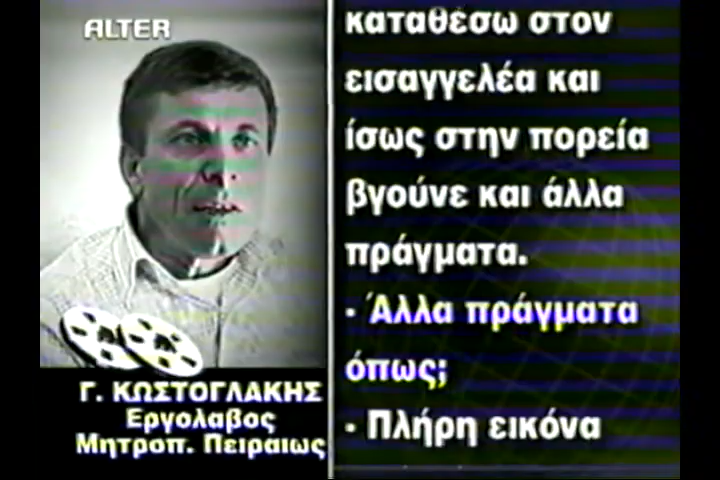 ALTER
καταθέσω στον
εισαγγελέα και
ίσως στην πορεία
βγούνε και άλλα
πράγματα.
- Άλλα πράγματα
όπως;
- Πλήρη εικόνα
Γ. ΚΩΣΤΟΓΛΑΚΗΣ
Εργολαβος
Μητροπ. Πειραιως